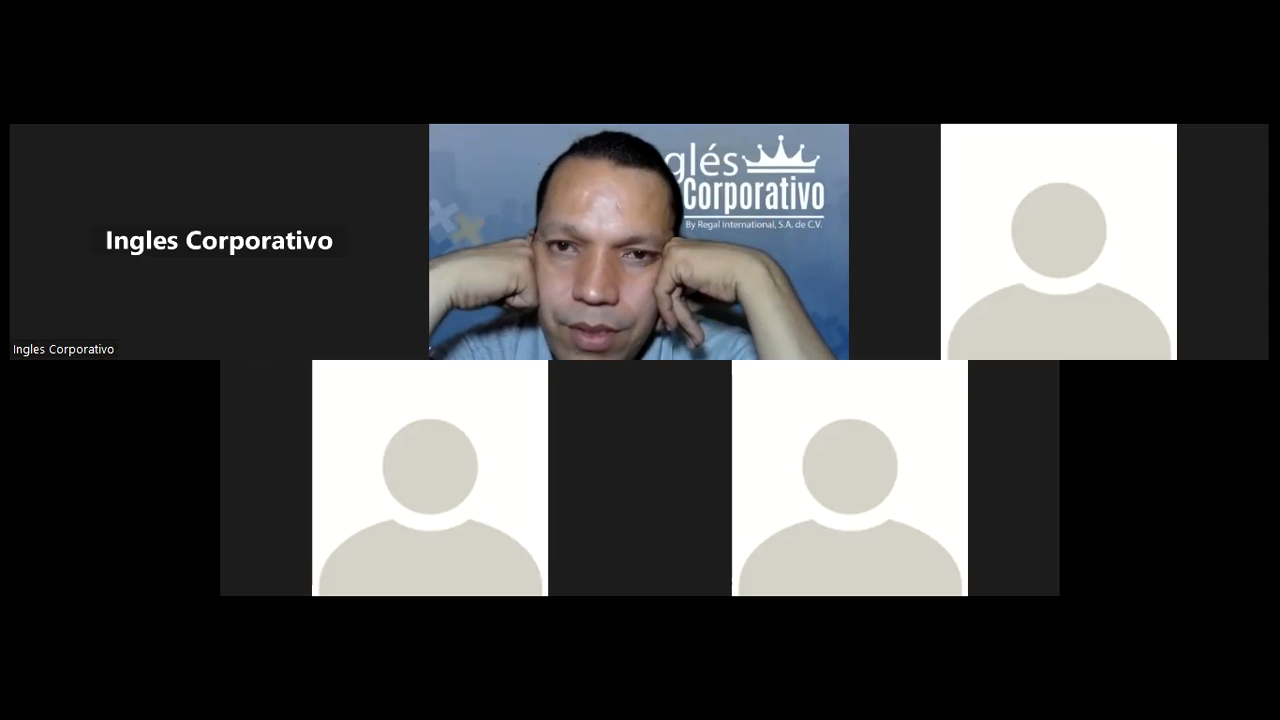 Ingles Corporativo
Ingles Corporativo
glés
Corporativo
By Regal International, S.A. de C.V.